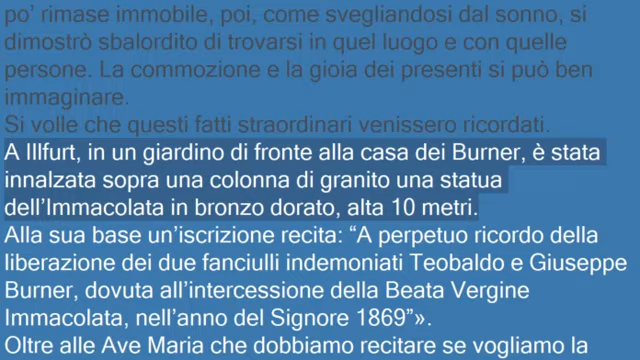 po’ rimase immobile, poi, come svegliandosi dal sonno, si
dimostrò sbalordito di trovarsi in quel luogo e con quelle
persone. La commozione e la gioia dei presenti si può ben
immaginare.
Si volle che questi fatti straordinari venissero ricordati.
A Illfurt, in un giardino di fronte alla casa dei Burner, è stata
innalzata sopra una colonna di granito una statua
dell’Immacolata in bronzo dorato, alta 10 metri.
Alla sua base un’iscrizione recita: “A perpetuo ricordo della
liberazione dei due fanciulli indemoniati Teobaldo e Giuseppe
Burner, dovuta all’intercessione della Beata Vergine
Immacolata, nell’anno del Signore 1869”».
Oltre alle Ave Maria che dobbiamo recitare se vogliamo la